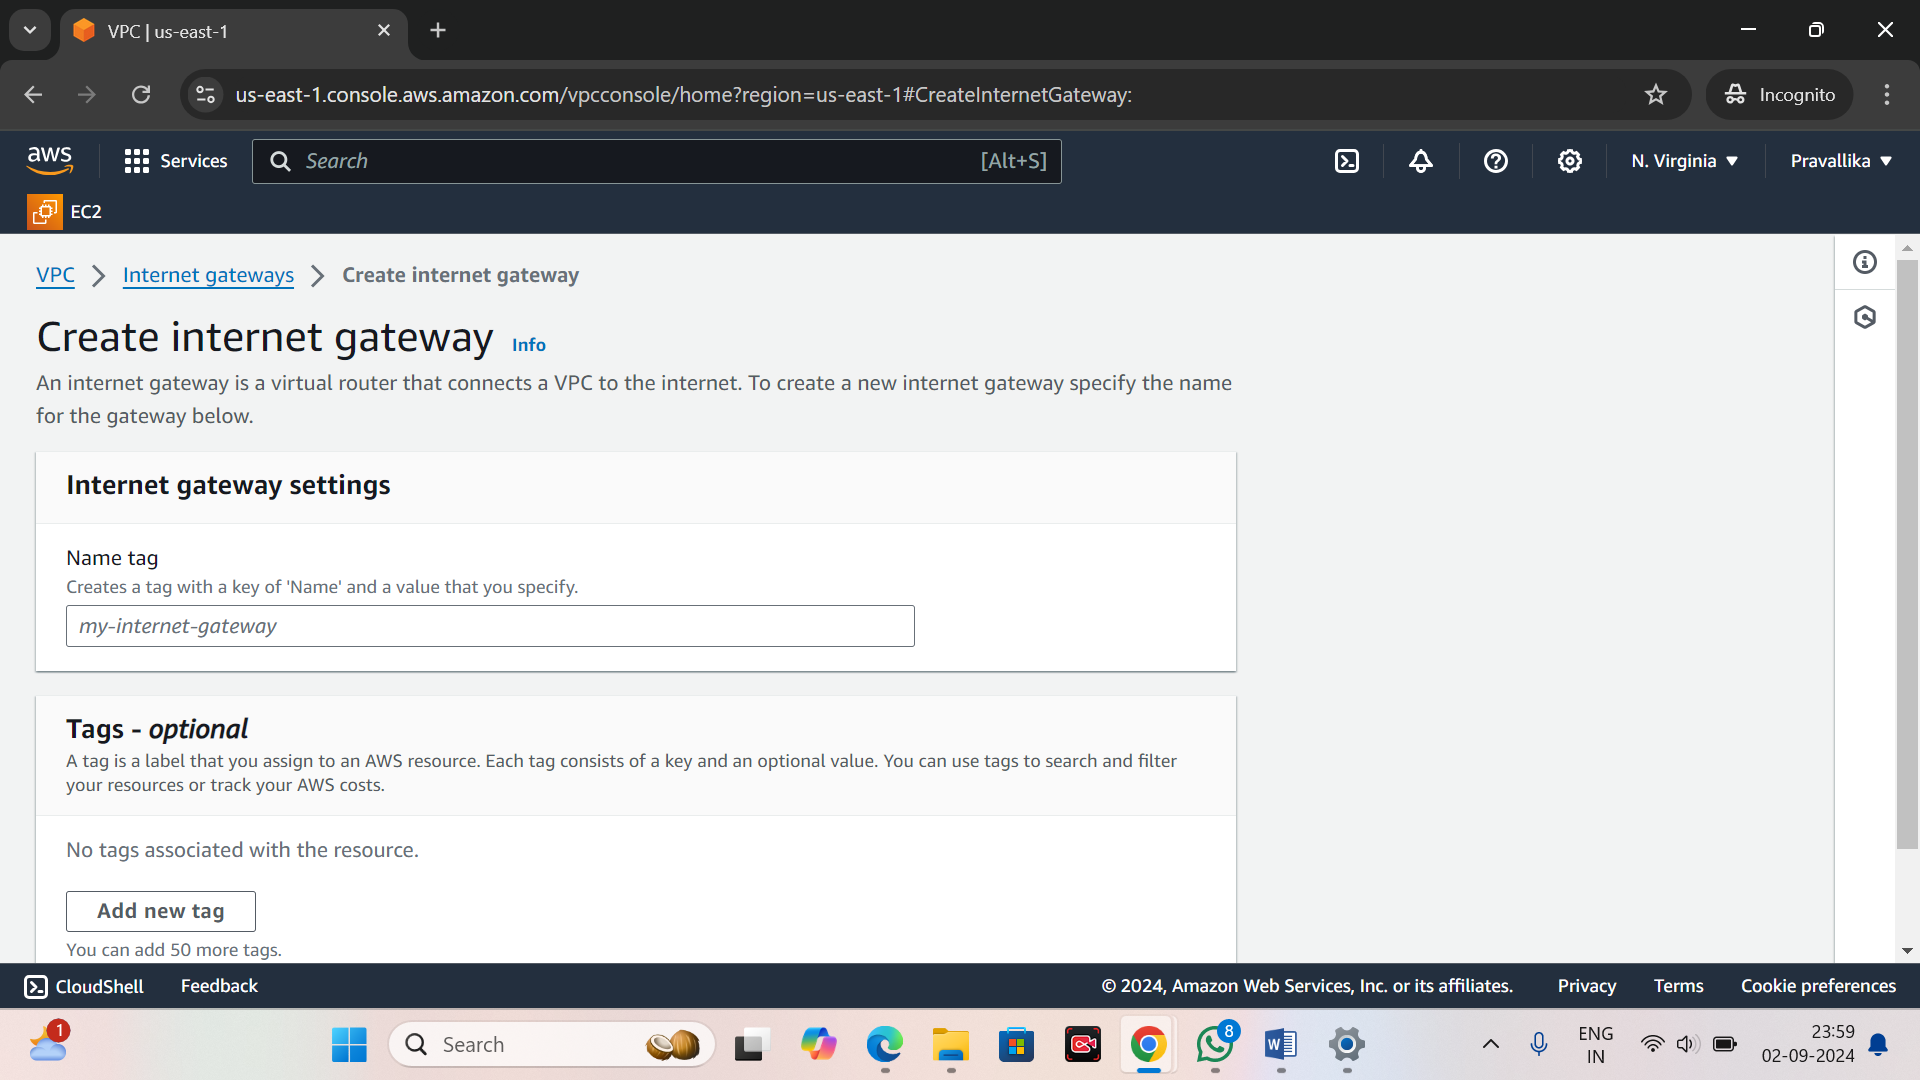 VPC | us-east-1
us-east-1.console.aws.amazon.com/vpcconsole/home?region=us-east-1#CreateInternetGateway:
Incognito
aws
Services
Search
[Alt+S]
N. Virginia
Pravallika
EC2
VPC
Internet gateways
Create internet gateway
Create internet gateway Info
An internet gateway is a virtual router that connects a VPC to the internet. To create a new internet gateway specify the name
for the gateway below.
Internet gateway settings
Name tag
Creates a tag with a key of 'Name' and a value that you specify.
my-internet-gateway
Tags - optional
A tag is a label that you assign to an AWS resource. Each tag consists of a key and an optional value. You can use tags to search and filter
your resources or track your AWS costs.
No tags associated with the resource.
Add new tag
You can add 50 more tags.
CloudShell
Feedback
© 2024, Amazon Web Services, Inc. or its affiliates.
Privacy
Terms
Cookie preferences
1
Search
8
W
ENG
IN
23:59
02-09-2024